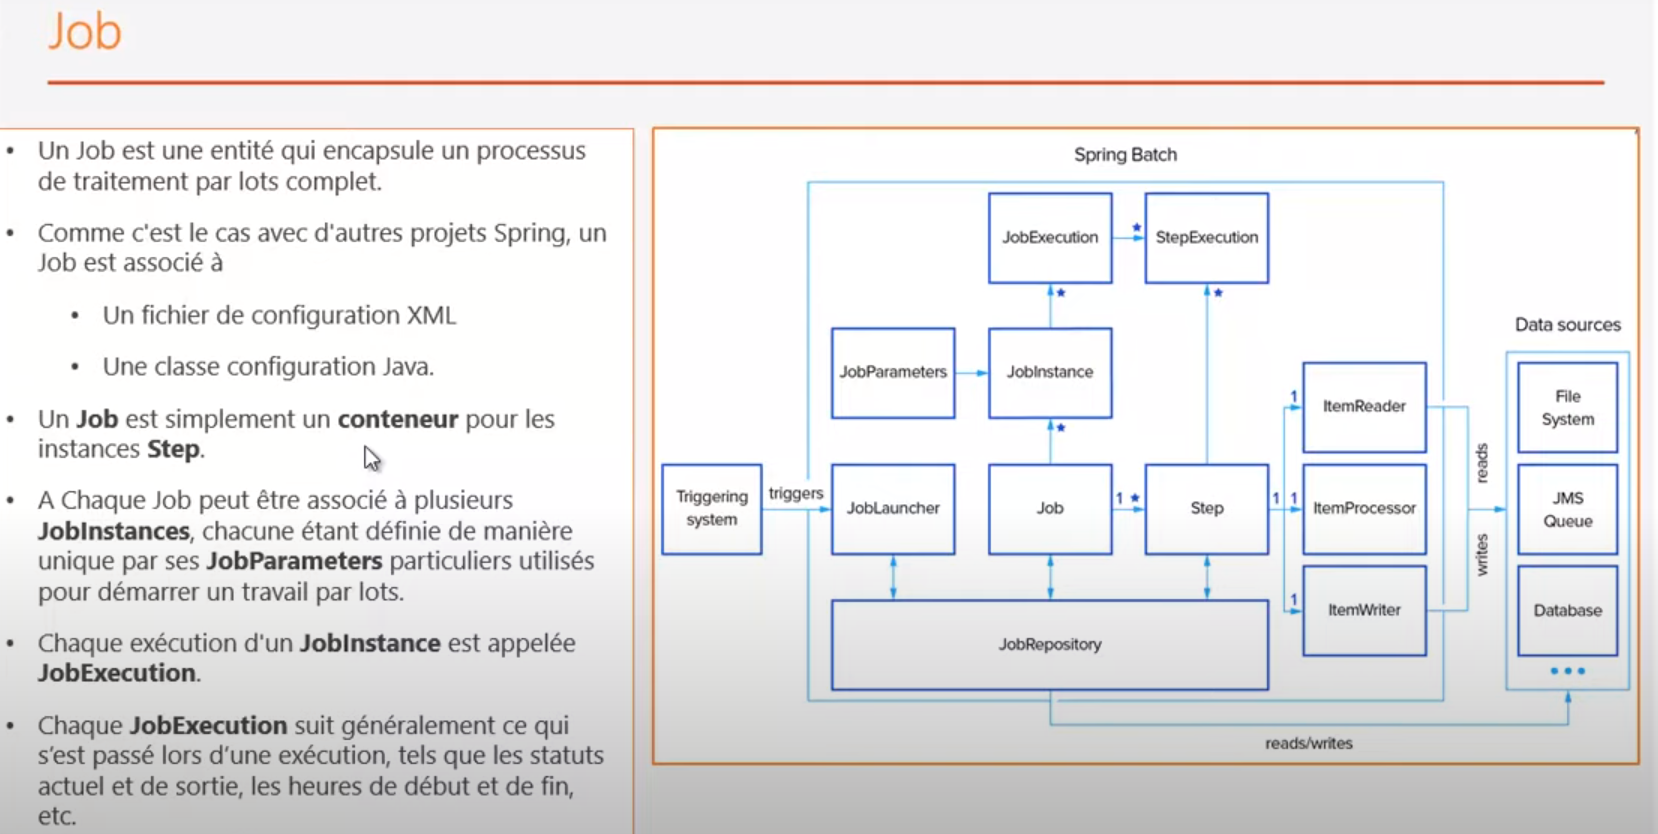 Job
• Un Job est une entité qui encapsule un processus
de traitement par lots complet.
• Comme c'est le cas avec d'autres projets Spring, un
Job est associé à
• Un fichier de configuration XML
• Une classe configuration Java.
• Un Job est simplement un conteneur pour les
instances Step.
• A Chaque Job peut être associé à plusieurs
JobInstances, chacune étant définie de manière
unique par ses JobParameters particuliers utilisés
pour démarrer un travail par lots.
• Chaque exécution d'un JobInstance est appelée
JobExecution.
• Chaque JobExecution suit généralement ce qui
s’est passé lors d’une exécution, tels que les statuts
actuel et de sortie, les heures de début et de fin,
etc.
Spring Batch
JobExecution
★
StepExecution
★
★
Data sources
JobParameters
JobInstance
★
1
ItemReader
File
System
reads
Triggering
system
triggers
JobLauncher
Job
1 ★
Step
1
1
ItemProcessor
JMS
Queue
writes
1
ItemWriter
Database
JobRepository
reads/writes